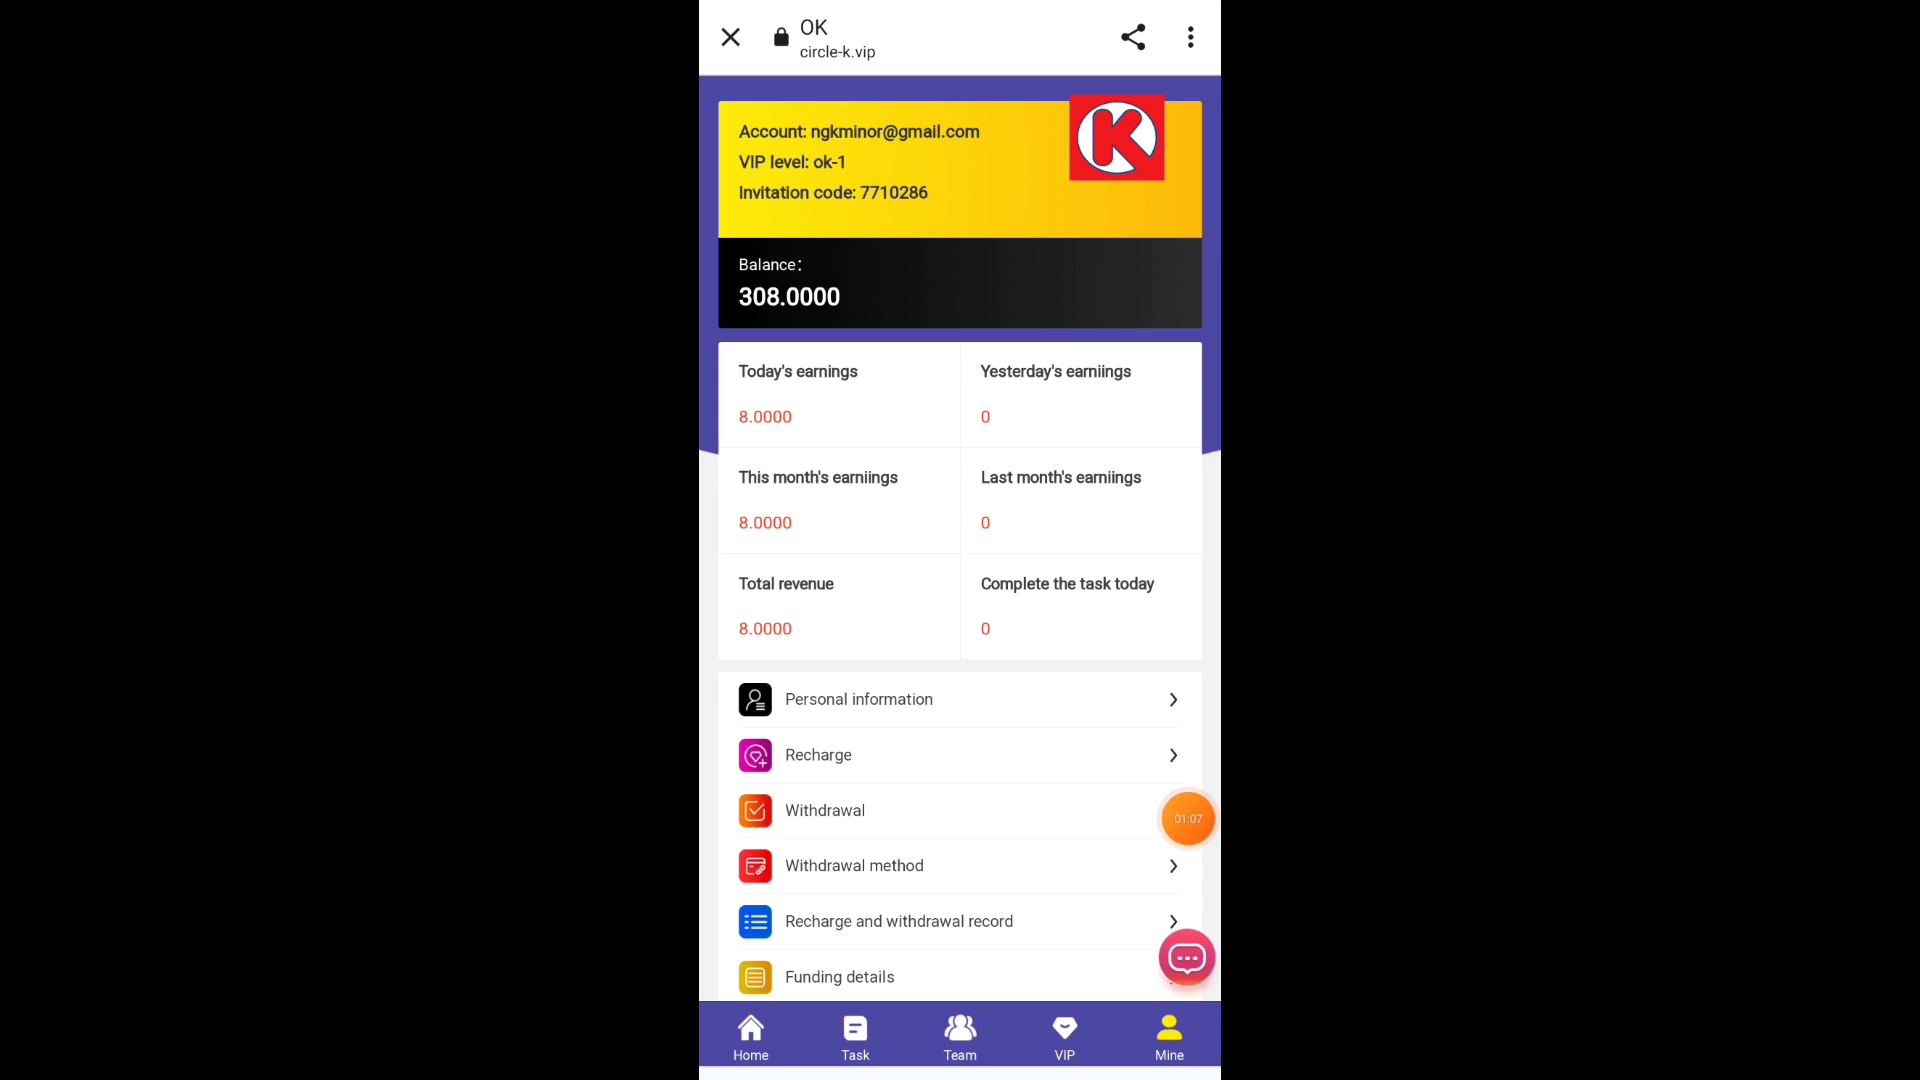 OK
circle-k.vip
Account: ngkminor@gmail.com
VIP level: ok-1
Invitation code: 7710286
K
Balance:
308.0000
Today's earnings
Yesterday's earniings
8.0000
0
This month's earniings
Last month's earniings
8.0000
0
Total revenue
Complete the task today
8.0000
0
Personal information
Recharge
Withdrawal
01:07
Withdrawal method
Recharge and withdrawal record
Funding details
Home
Task
Team
VIP
Mine